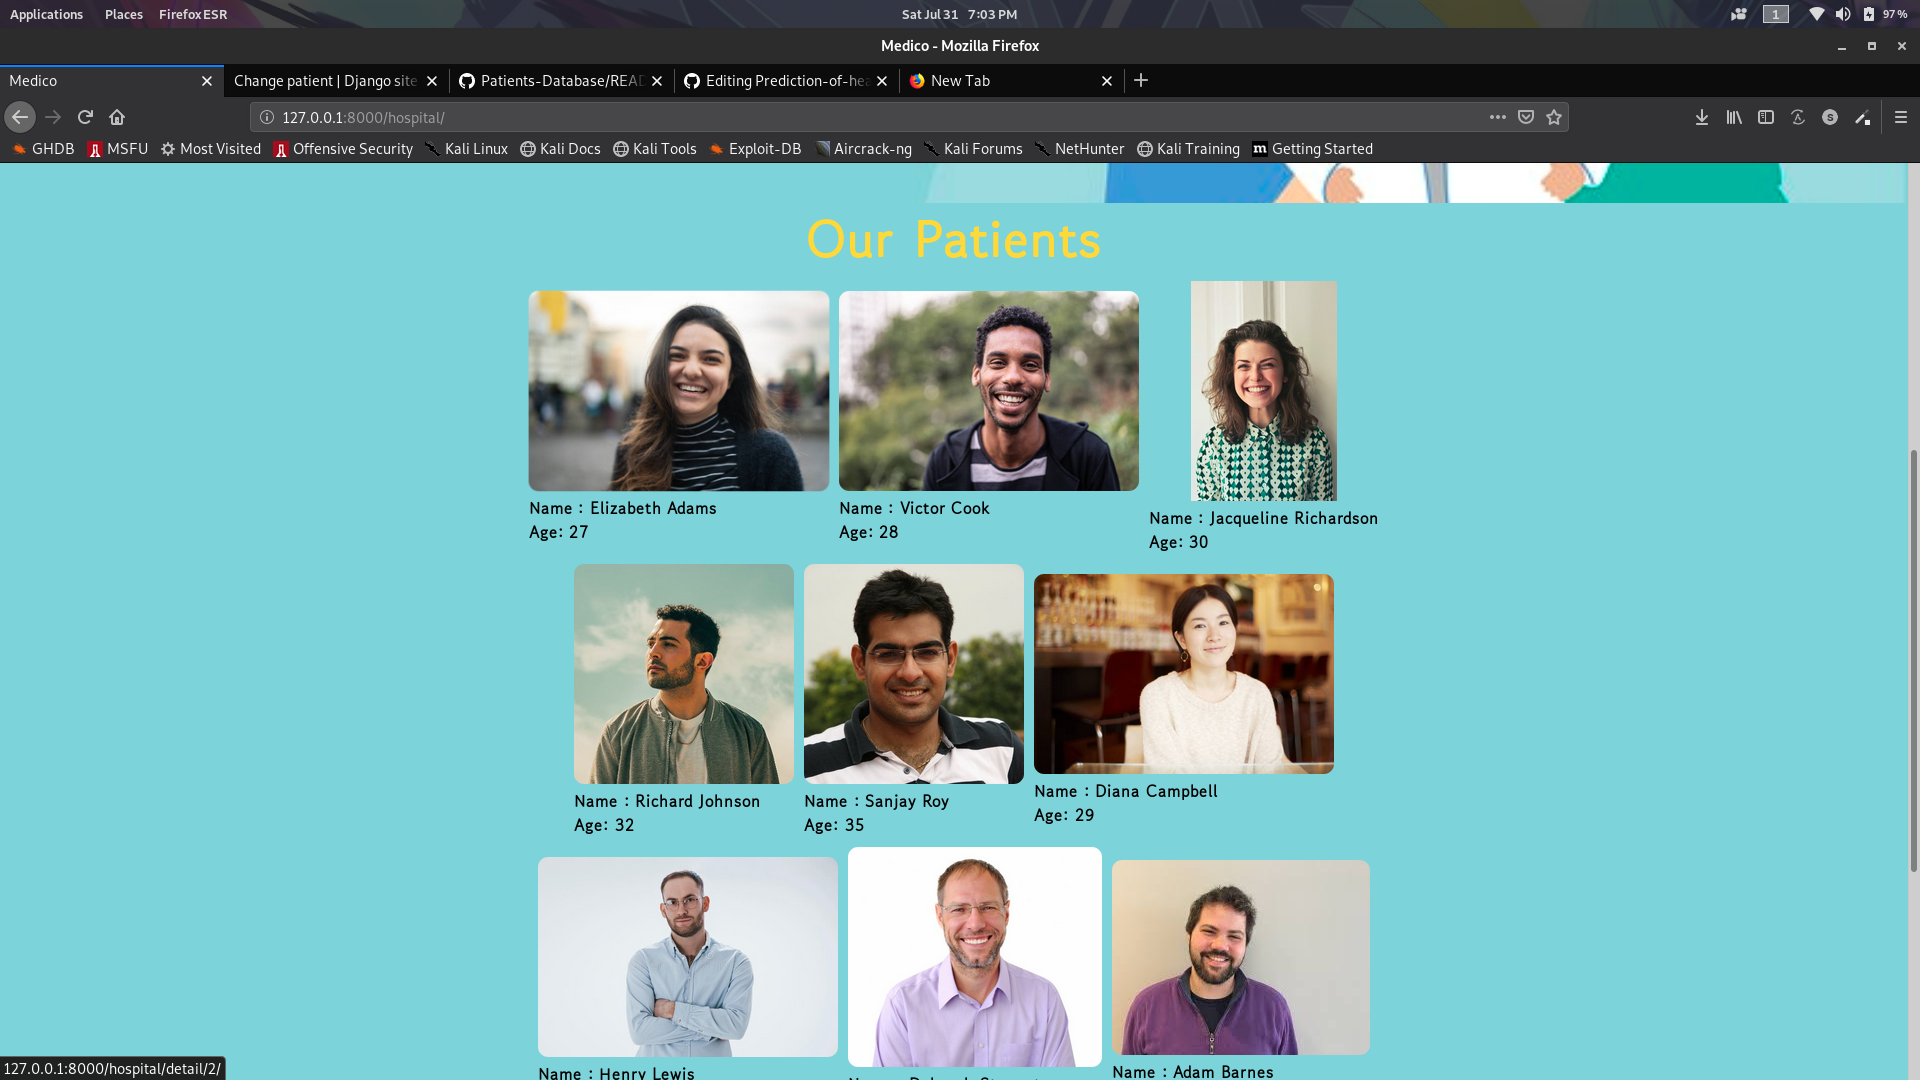 Applications Places Firefox ESR Sat Jul 31 7:03 PM 1 97 %
Medico - Mozilla Firefox
Medico Change patient | Django site Patients-Database/READ Editing Prediction-of-hea New Tab
127.0.0.1:8000/hospital/
GHDB MSFU Most Visited Offensive Security Kali Linux Kali Docs Kali Tools Exploit-DB Aircrack-ng Kali Forums NetHunter Kali Training Getting Started
Our Patients
Name : Elizabeth Adams
Age: 27
Name : Victor Cook
Age: 28
Name : Jacqueline Richardson
Age: 30
Name : Richard Johnson
Age: 32
Name : Sanjay Roy
Age: 35
Name : Diana Campbell
Age: 29
Name : Henry Lewis
Name : Adam Barnes
127.0.0.1:8000/hospital/detail/2/